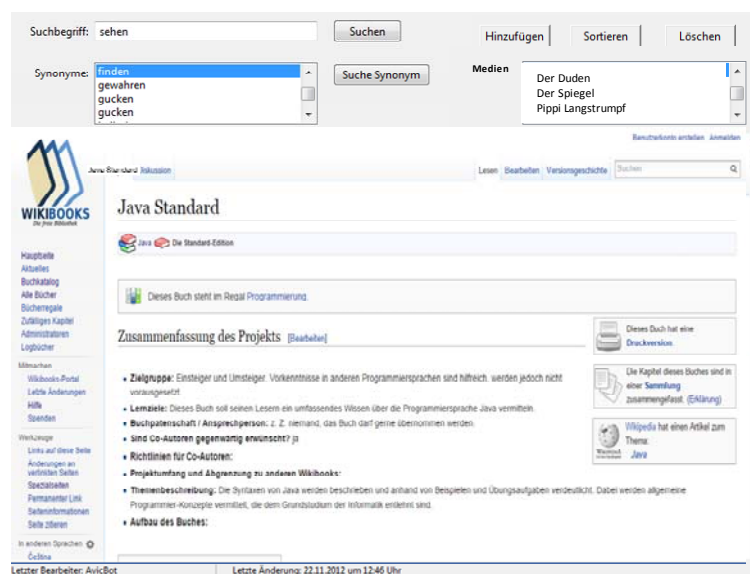 Suchbegriff: sehen Suchen
Hinzufügen Sortieren Löschen
Synonyme: finden
gewahren
gucken
gucken
Suche Synonym
Medien
Der Duden
Der Spiegel
Pippi Langstrumpf
Benutzerkonto erstellen Anmelden
Java Standard Diskussion
Lesen Bearbeiten Versionsgeschichte Suchen
WIKIBOOKS
Die freie Bibliothek
Java Standard
Java Die Standard-Edition
Hauptseite
Aktuelles
Buchkatalog
Alle Bücher
Bücherregale
Zufälliges Kapitel
Administratoren
Logbücher
Mitmachen
Wikibooks-Portal
Letzte Änderungen
Hilfe
Spenden
Werkzeuge
Links auf diese Seite
Änderungen an
verlinkten Seiten
Spezialseiten
Permanenter Link
Seiteninformationen
Seite zitieren
In anderen Sprachen
Čeština
Dieses Buch steht im Regal Programmierung.
Zusammenfassung des Projekts [Bearbeiten]
Dieses Buch hat eine
Druckversion.
Die Kapitel dieses Buches sind in
einer Sammlung
zusammengefasst. (Erklärung)
Wikipedia hat einen Artikel zum
Thema:
Java
• Zielgruppe: Einsteiger und Umsteiger. Vorkenntnisse in anderen Programmiersprachen sind hilfreich, werden jedoch nicht
vorausgesetzt.
• Lernziele: Dieses Buch soll seinen Lesern ein umfassendes Wissen über die Programmiersprache Java vermitteln.
• Buchpatenschaft / Ansprechperson: z. Z. niemand, das Buch darf gerne übernommen werden.
• Sind Co-Autoren gegenwärtig erwünscht? ja
• Richtlinien für Co-Autoren:
• Projektumfang und Abgrenzung zu anderen Wikibooks:
• Themenbeschreibung: Die Syntaxen von Java werden beschrieben und anhand von Beispielen und Übungsaufgaben verdeutlicht. Dabei werden allgemeine
Programmier-Konzepte vermittelt, die dem Grundstudium der Informatik entlehnt sind.
• Aufbau des Buches:
Letzter Bearbeiter: AvicBot Letzte Änderung: 22.11.2012 um 12:46 Uhr